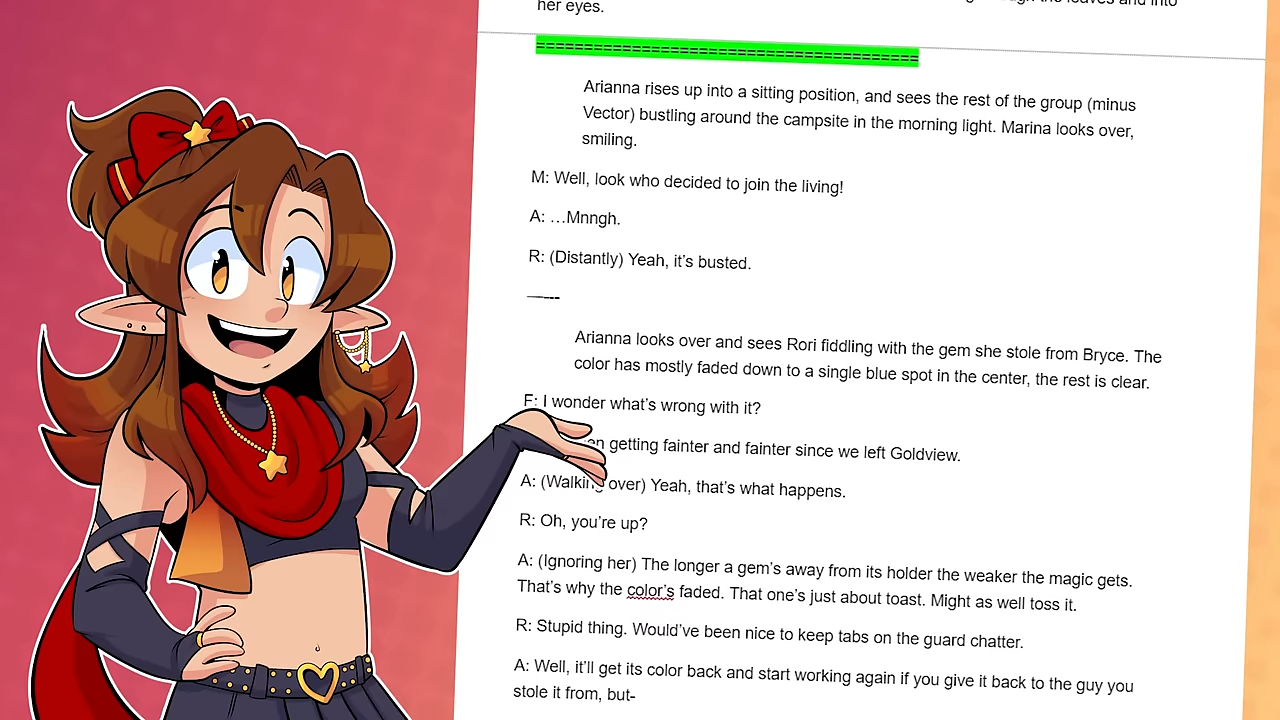 her eyes.
====================================
Arianna rises up into a sitting position, and sees the rest of the group (minus
Vector) bustling around the campsite in the morning light. Marina looks over,
smiling.
M: Well, look who decided to join the living!
A: …Mnngh.
R: (Distantly) Yeah, it’s busted.
Arianna looks over and sees Rori fiddling with the gem she stole from Bryce. The
color has mostly faded down to a single blue spot in the center, the rest is clear.
F: I wonder what’s wrong with it?
getting fainter and fainter since we left Goldview.
A: (Walking over) Yeah, that’s what happens.
R: Oh, you’re up?
A: (Ignoring her) The longer a gem’s away from its holder the weaker the magic gets.
That’s why the color’s faded. That one’s just about toast. Might as well toss it.
R: Stupid thing. Would’ve been nice to keep tabs on the guard chatter.
A: Well, it’ll get its color back and start working again if you give it back to the guy you
stole it from, but-